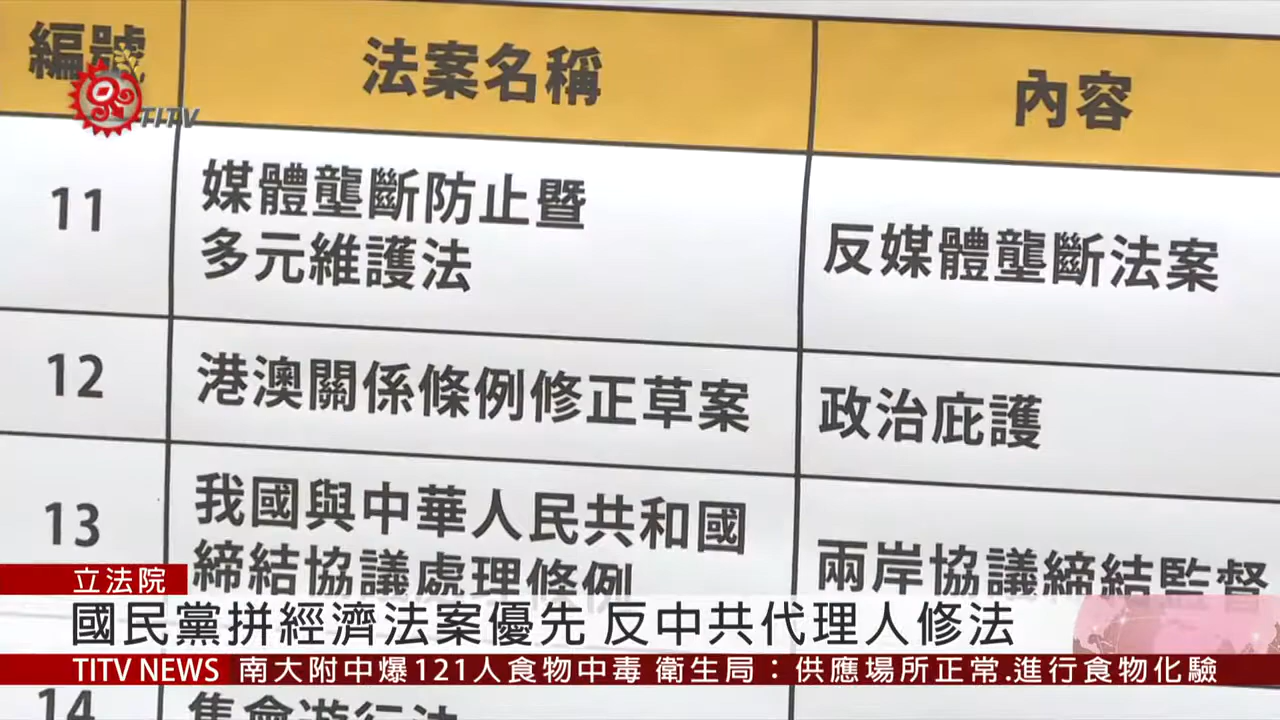 編號 法案名稱 內容
TITV
11 媒體壟斷防止暨
多元維護法 反媒體壟斷法案
12 港澳關係條例修正草案 政治庇護
13 我國與中華人民共和國
締結協議處理條例 兩岸協議締結監督
立法院
國民黨拼經濟法案優先 反中共代理人修法
TITV NEWS 南大附中爆121人食物中毒 衛生局：供應場所正常.進行食物化驗
14 集會遊行法